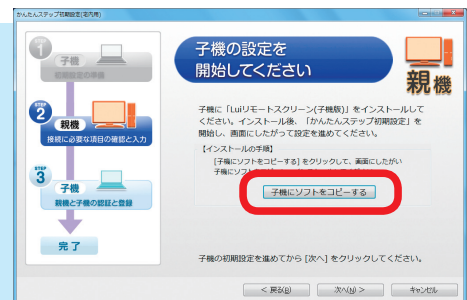 かんたんステップ初期設定(宅内用)
1
子機
初期設定の準備
STEP
2
親機
接続に必要な項目の確認と入力
STEP
3
子機
親機と子機の認証と登録
完了
子機の設定を
開始してください
親機
子機に「Luiリモートスクリーン(子機版)」をインストールして
ください。インストール後、「かんたんステップ初期設定」を
開始し、画面にしたがって設定を進めてください。
【インストールの手順】
[子機にソフトをコピーする]をクリックして、画面にしたがい
子機にソフトをコピーする
子機の初期設定を進めてから [次へ] をクリックしてください。
< 戻る(B)
次へ(N) >
キャンセル